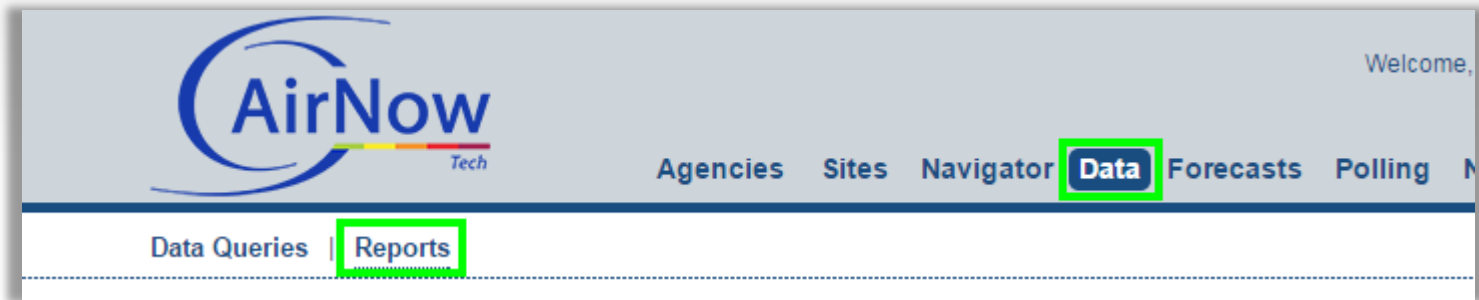 Welcome,
AirNow
Tech
Agencies Sites Navigator Data Forecasts Polling
Data Queries | Reports